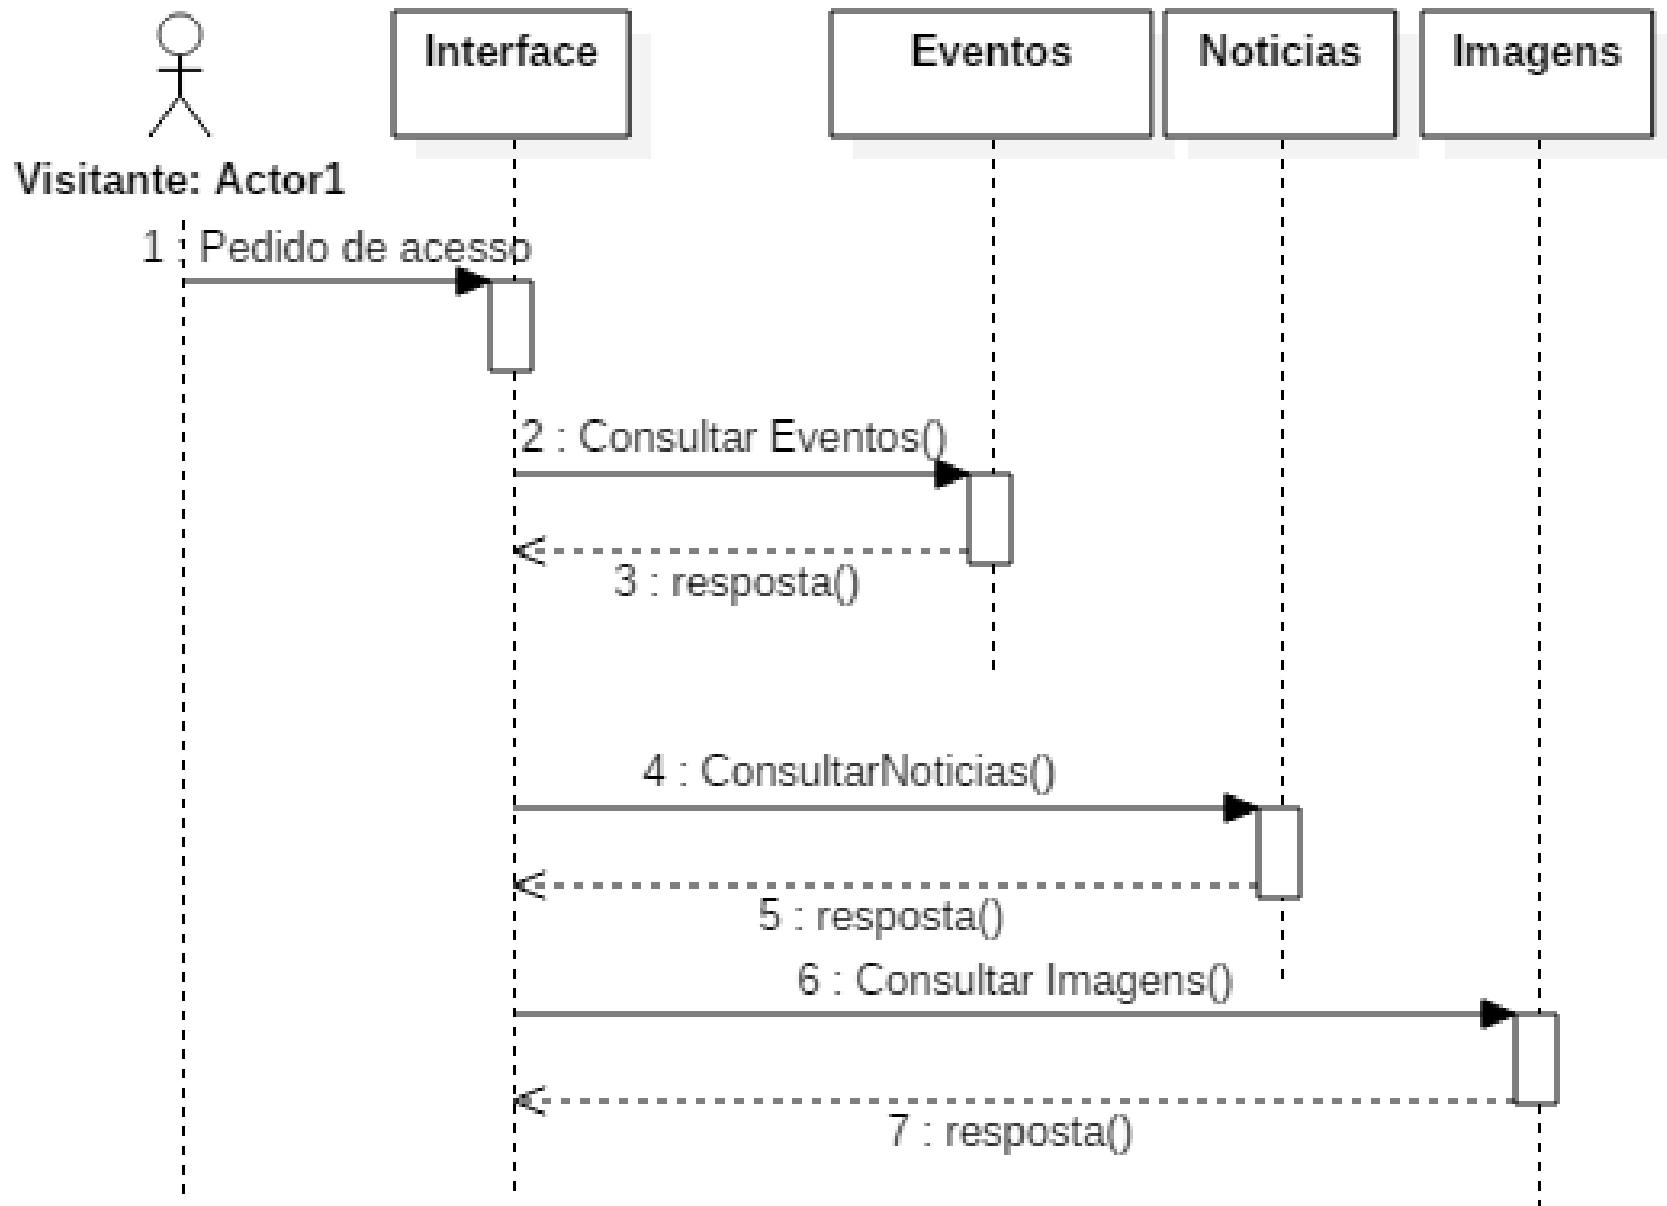 Interface
Eventos
Noticias
Imagens
Visitante: Actor1
1 : Pedido de acesso
2 : Consultar Eventos()
3 : resposta()
4 : ConsultarNoticias()
5 : resposta()
6 : Consultar Imagens()
7 : resposta()